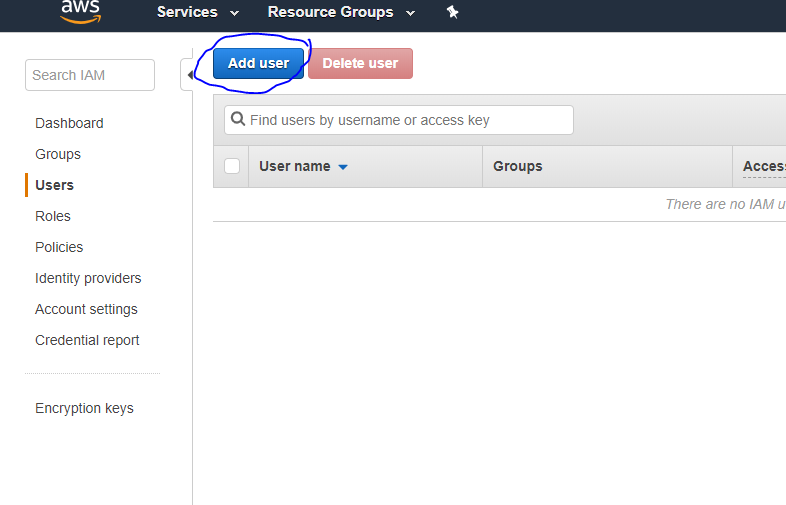 aws Services Resource Groups
Search IAM
Dashboard
Groups
Users
Roles
Policies
Identity providers
Account settings
Credential report
Encryption keys
Add user Delete user
Find users by username or access key
User name Groups Acces
There are no IAM u